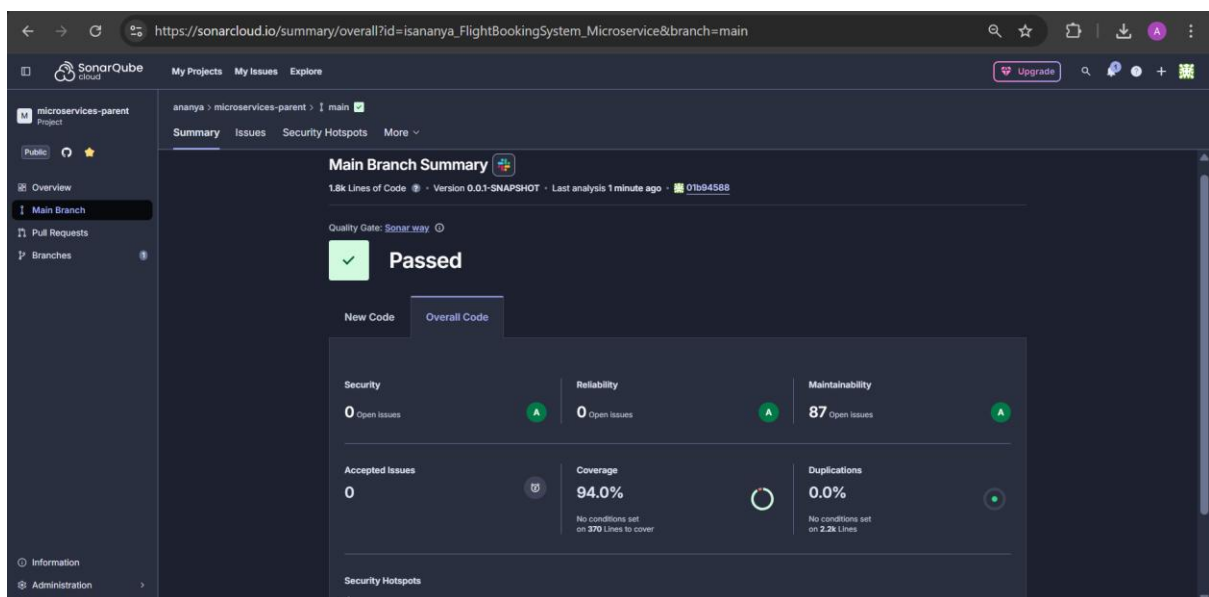 https://sonarcloud.io/summary/overall?id=isananya_FlightBookingSystem_Microservice&branch=main
A
SonarQube cloud
My Projects My Issues Explore
Upgrade
M microservices-parent
Project
Public
ananya > microservices-parent > main
Summary Issues Security Hotspots More
Overview
Main Branch
Pull Requests
Branches
Information
Administration
Main Branch Summary
1.8k Lines of Code · Version 0.0.1-SNAPSHOT · Last analysis 1 minute ago · 01b94588
Quality Gate: Sonar way
Passed
New Code Overall Code
Security Reliability Maintainability
0 Open issues A 0 Open issues A 87 Open issues A
Accepted Issues Coverage Duplications
0 94.0% 0.0%
No conditions set No conditions set
on 370 Lines to cover on 2.2k Lines
Security Hotspots